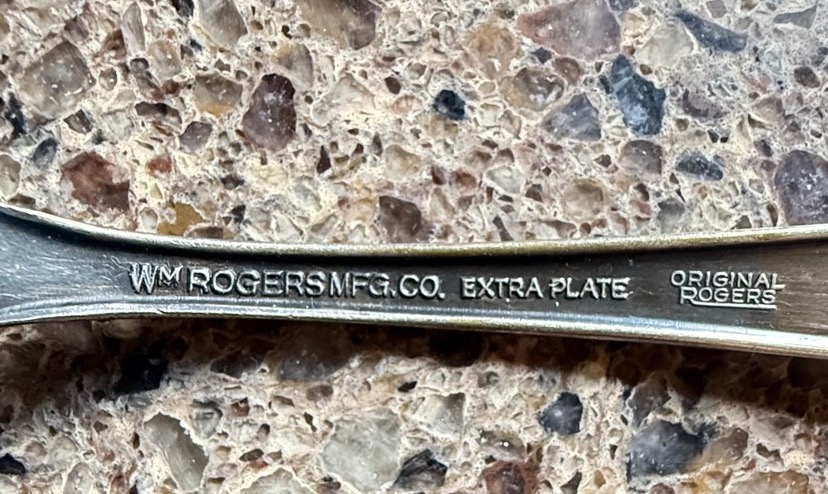 Wm ROGERS MFG. CO. EXTRA PLATE
ORIGINAL
ROGERS